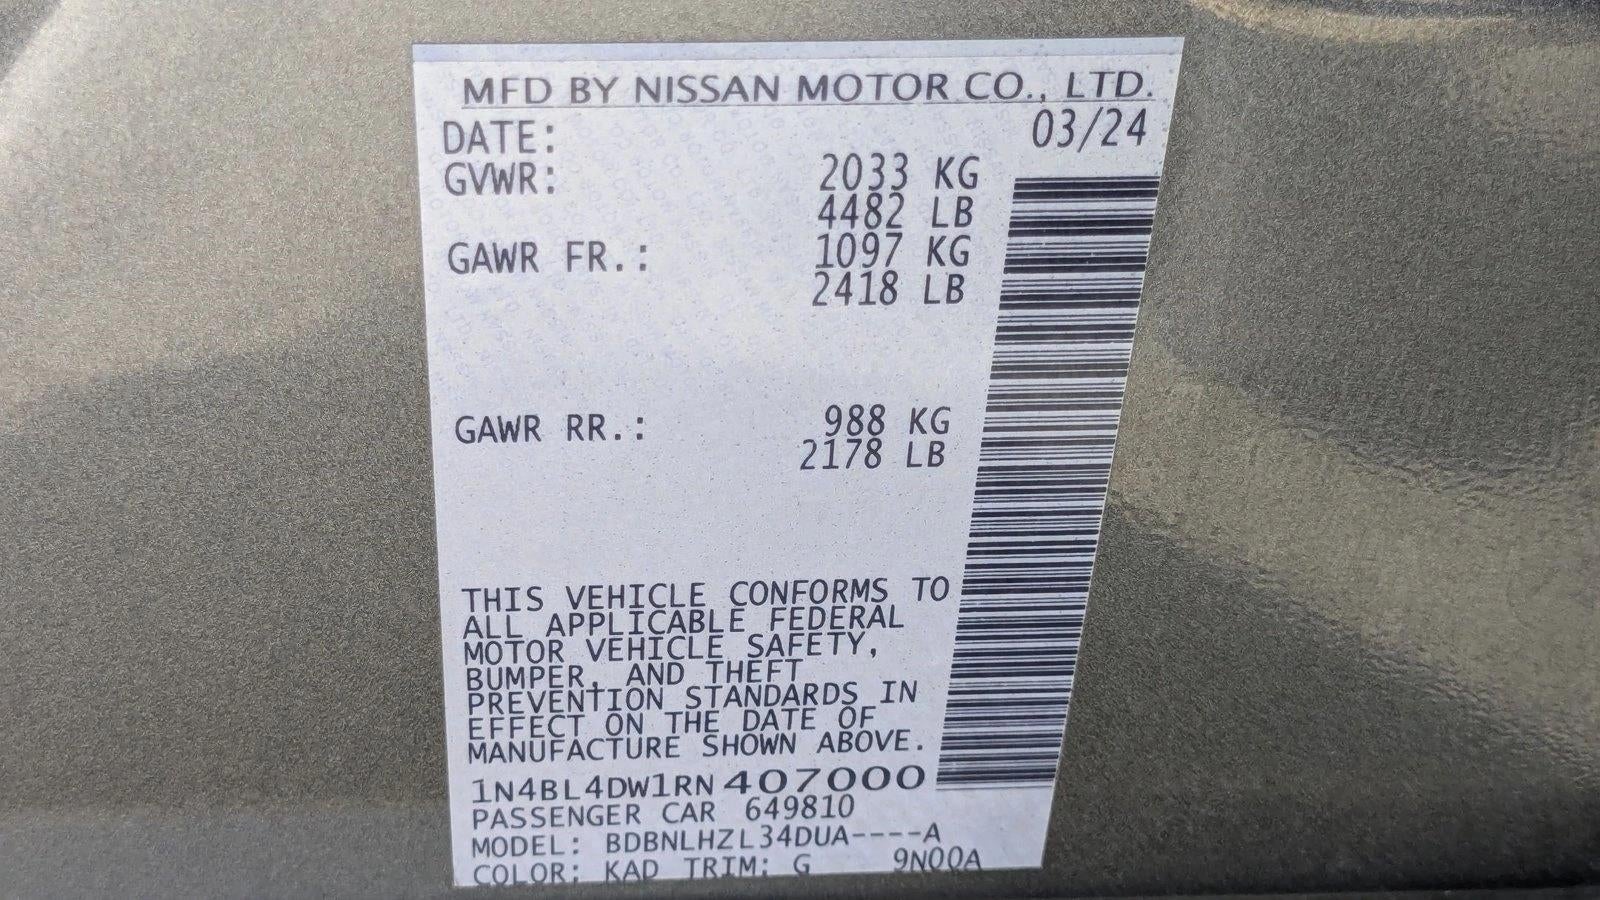 MFD BY NISSAN MOTOR CO., LTD.
DATE: 03/24
GVWR: 2033 KG
4482 LB
GAWR FR.: 1097 KG
2418 LB
GAWR RR.: 988 KG
2178 LB
THIS VEHICLE CONFORMS TO
ALL APPLICABLE FEDERAL
MOTOR VEHICLE SAFETY,
BUMPER, AND THEFT
PREVENTION STANDARDS IN
EFFECT ON THE DATE OF
MANUFACTURE SHOWN ABOVE.
1N4BL4DW1RN407000
PASSENGER CAR 649810
MODEL: BDBNLHZL34DUA----A
COLOR: KAD TRIM: G 9N00A